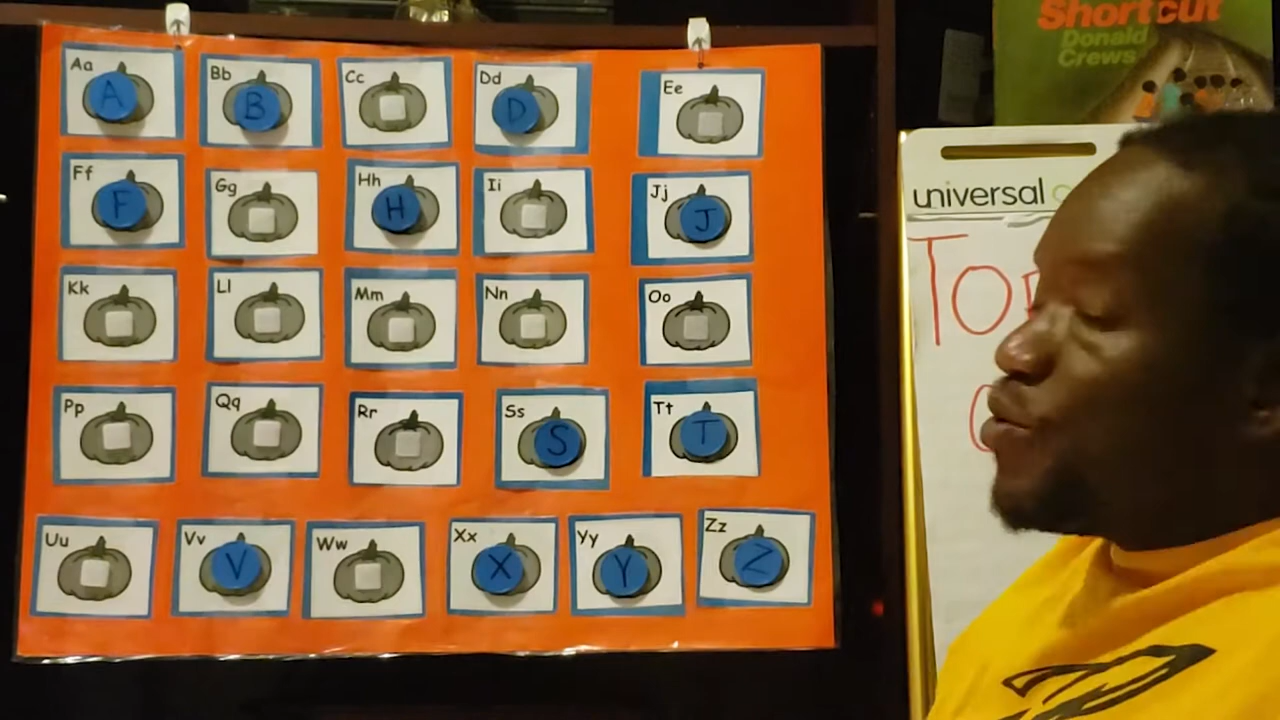 Shortcut
Donald
Crews
Aa A Bb B Cc Dd D Ee
Ff F Gg Hh H Ii Jj J
Kk Ll Mm Nn Oo
Pp Qq Rr Ss S Tt T
Uu Vv V Ww Xx X Yy Y Zz Z
universal